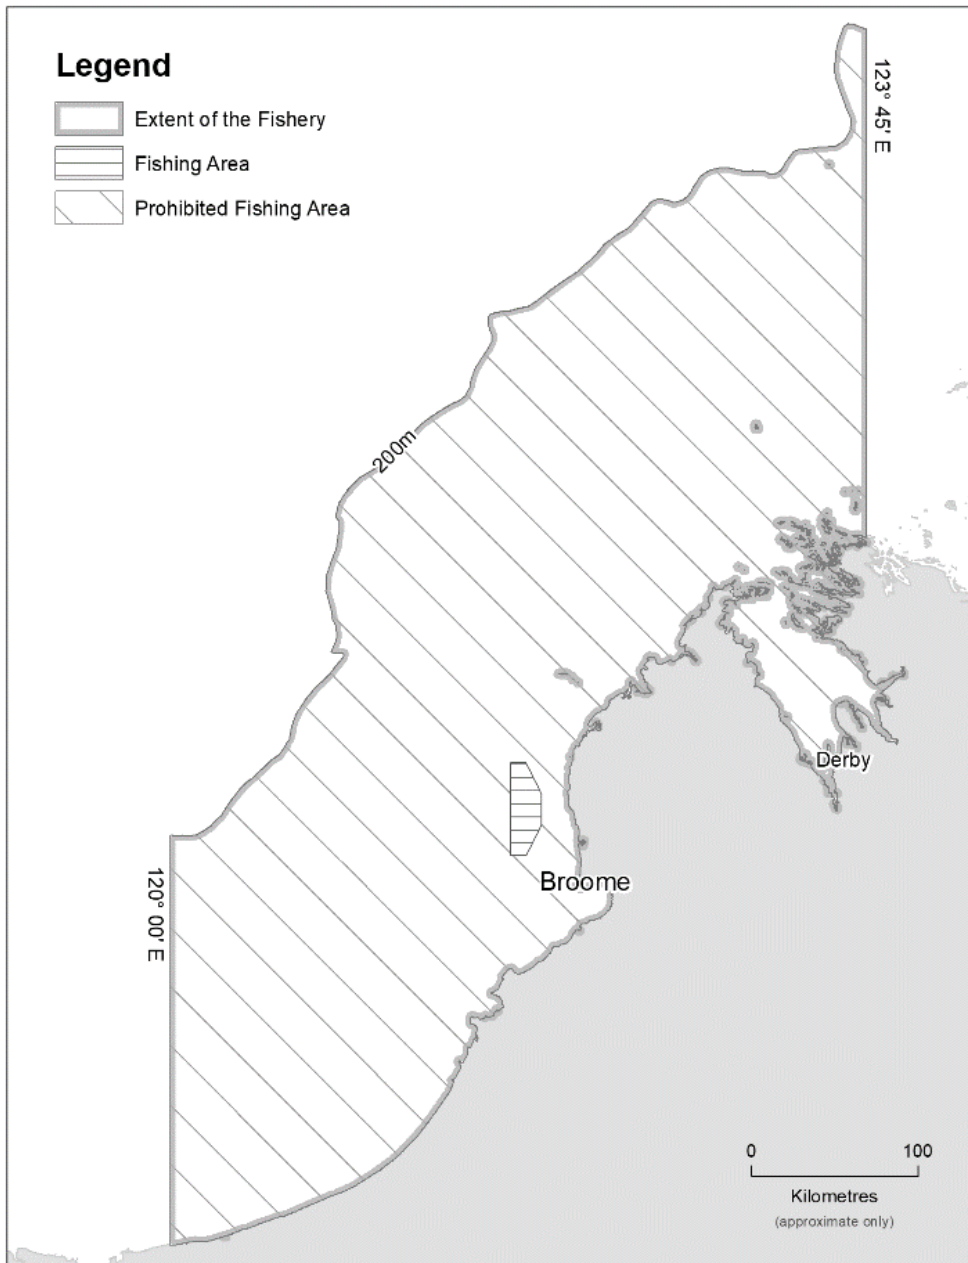 Legend
Extent of the Fishery
Fishing Area
Prohibited Fishing Area
123° 45' E
200m
Derby
Broome
120° 00' E
0 100
Kilometres
(approximate only)